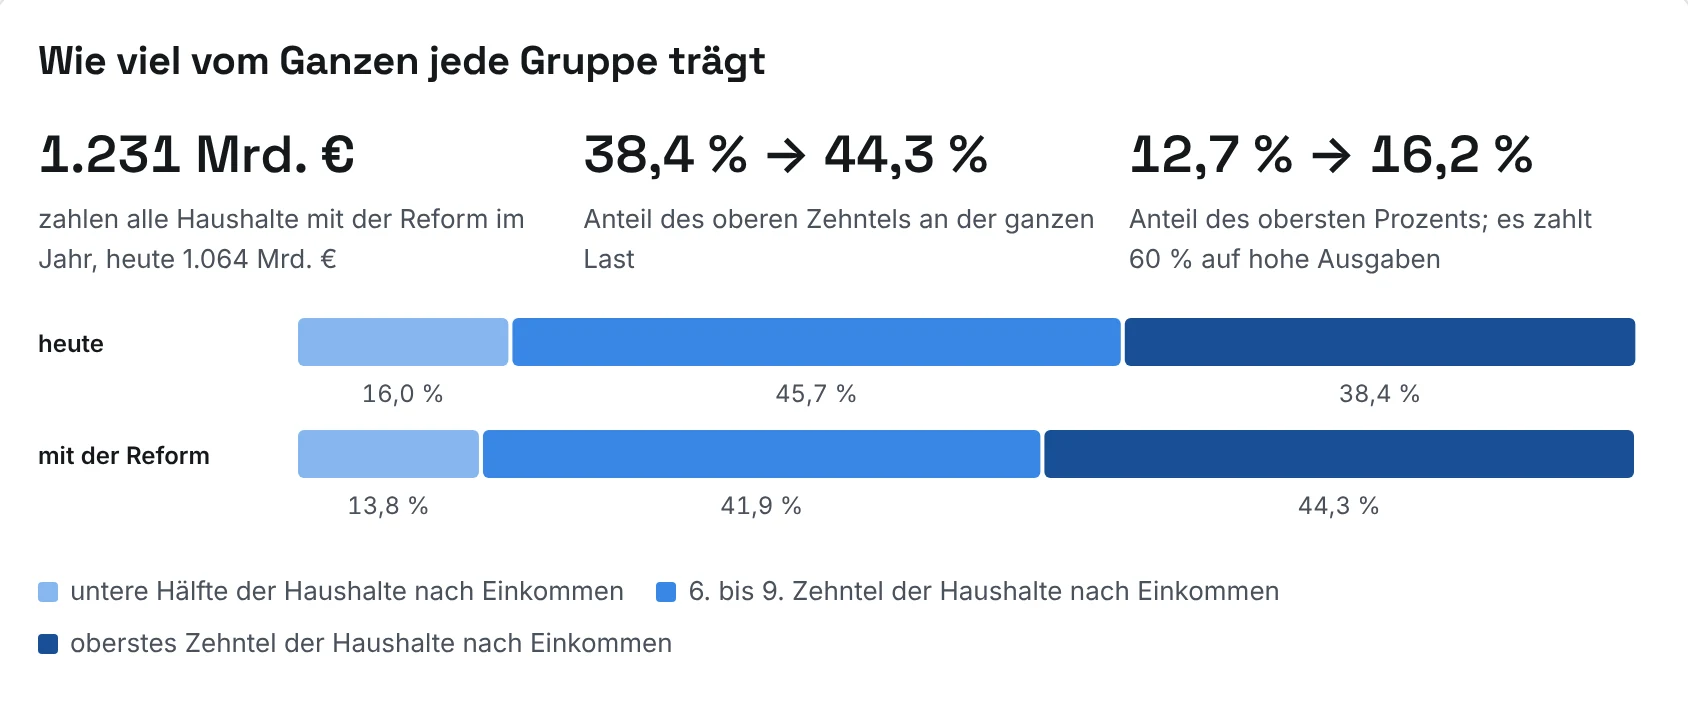 Wie viel vom Ganzen jede Gruppe trägt
1.231 Mrd. €
zahlen alle Haushalte mit der Reform im
Jahr, heute 1.064 Mrd. €
38,4 % → 44,3 %
Anteil des oberen Zehntels an der ganzen
Last
12,7 % → 16,2 %
Anteil des obersten Prozents; es zahlt
60 % auf hohe Ausgaben
heute
16,0 %
45,7 %
38,4 %
mit der Reform
13,8 %
41,9 %
44,3 %
untere Hälfte der Haushalte nach Einkommen
6. bis 9. Zehntel der Haushalte nach Einkommen
oberstes Zehntel der Haushalte nach Einkommen